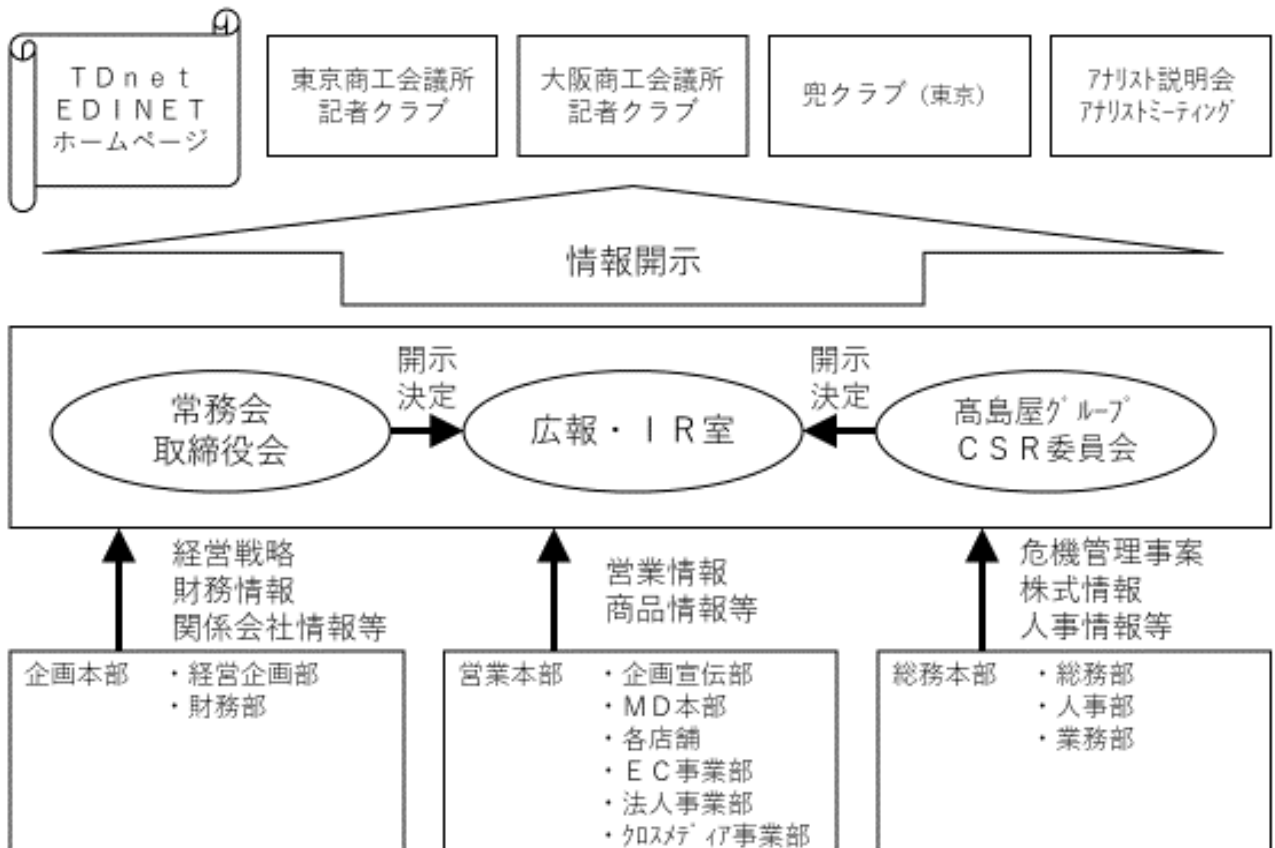 ＴＤｎｅｔ
ＥＤＩＮＥＴ
ホームページ
東京商工会議所
記者クラブ
大阪商工会議所
記者クラブ
兜クラブ（東京）
ｱﾅﾘｽﾄ説明会
ｱﾅﾘｽﾄﾐｰﾃｨﾝｸﾞ
情報開示
開示
決定
開示
決定
常務会
取締役会
広報・ＩＲ室
髙島屋ｸﾞﾙｰﾌﾟ
ＣＳＲ委員会
経営戦略
財務情報
関係会社情報等
営業情報
商品情報等
危機管理事案
株式情報
人事情報等
企画本部 ・経営企画部
・財務部
営業本部 ・企画宣伝部
・ＭＤ本部
・各店舗
・ＥＣ事業部
・法人事業部
・ｸﾛｽﾒﾃﾞｨｱ事業部
総務本部 ・総務部
・人事部
・業務部